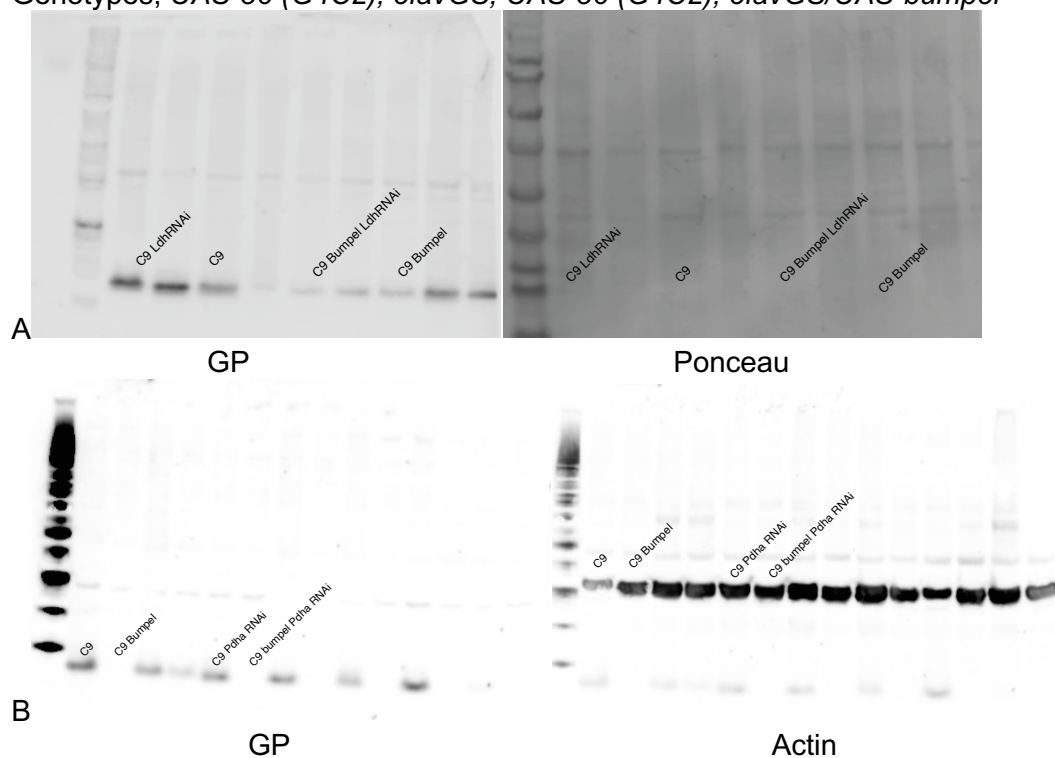 Genotypes; UAS-36 (G4C2); elavGS, UAS-36 (G4C2); elavGS/UAS-bumpel
C9 LdhRNAi
C9
C9 Bumpel LdhRNAi
C9 Bumpel
C9 LdhRNAi
C9
C9 Bumpel LdhRNAi
C9 Bumpel
A
GP
Ponceau
C9
C9 Bumpel
C9 Pdha RNAi
C9 bumpel Pdha RNAi
C9
C9 Bumpel
C9 Pdha RNAi
C9 bumpel Pdha RNAi
B
GP
Actin